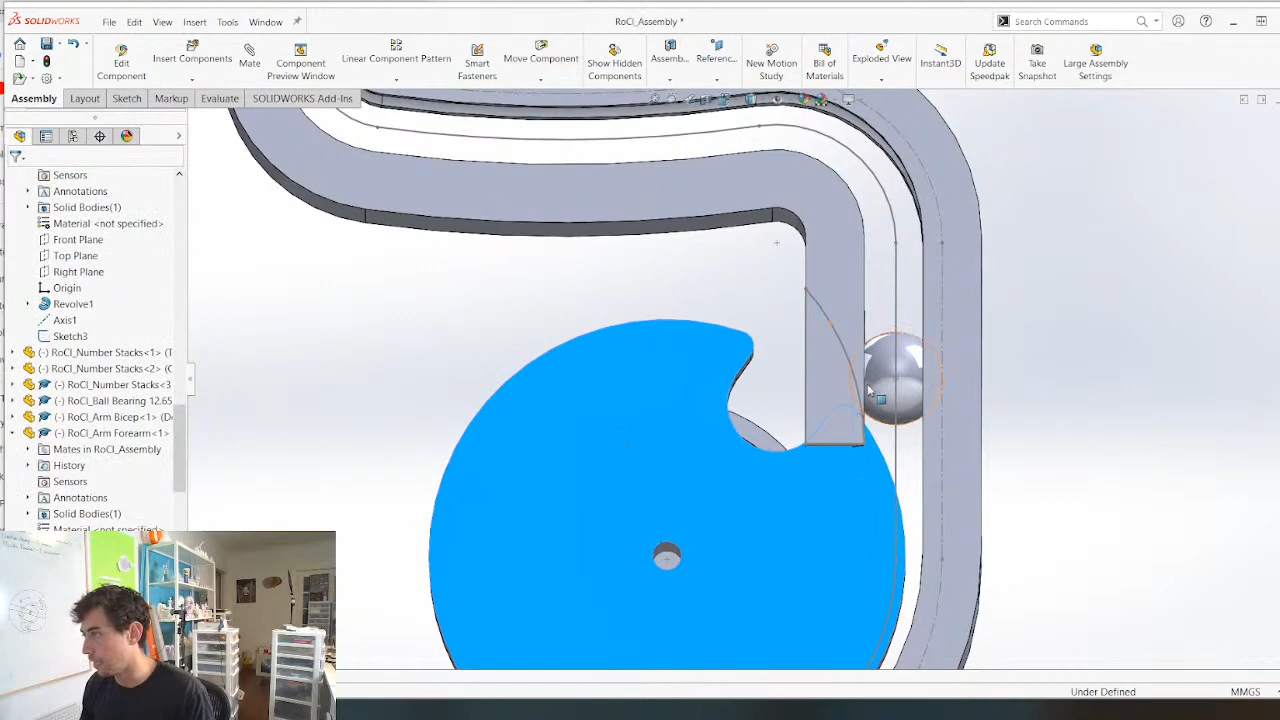 SOLIDWORKS
File
Edit
View
Insert
Tools
Window
RoCl_Assembly *
Search Commands
Edit Component
Insert Components
Mate
Component Preview Window
Linear Component Pattern
Smart Fasteners
Move Component
Show Hidden Components
Assemb...
Referenc...
New Motion Study
Bill of Materials
Exploded View
Instant3D
Update Speedpak
Take Snapshot
Large Assembly Settings
Assembly
Layout
Sketch
Markup
Evaluate
SOLIDWORKS Add-Ins
Sensors
Annotations
Solid Bodies(1)
Material <not specified>
Front Plane
Top Plane
Right Plane
Origin
Revolve1
Axis1
Sketch3
(-) RoCl_Number Stacks<1> (T
(-) RoCl_Number Stacks<2> (C
(-) RoCl_Number Stacks<3
(-) RoCl_Ball Bearing 12.65
(-) RoCl_Arm Bicep<1> (De
(-) RoCl_Arm Forearm<1>
Mates in RoCl_Assembly
History
Sensors
Annotations
Solid Bodies(1)
Material <not specified>
Under Defined
MMGS